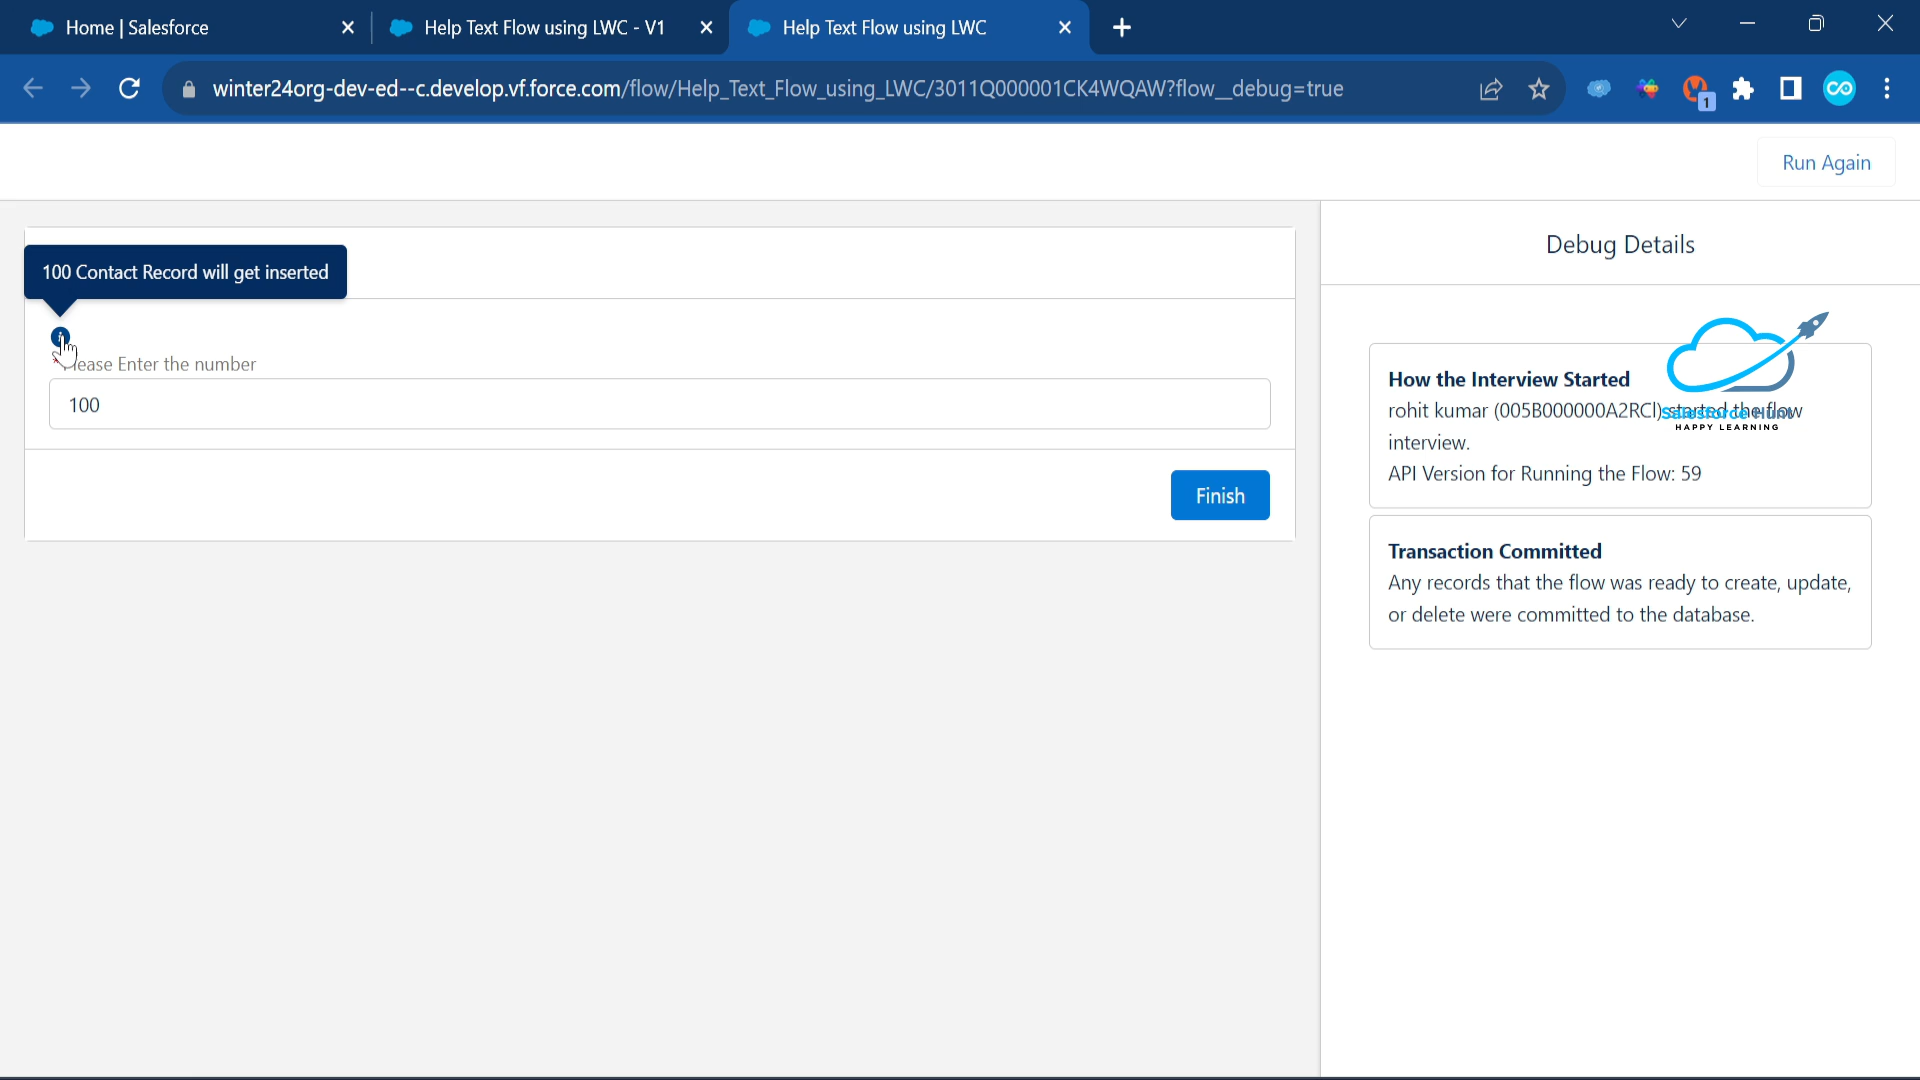 Home | Salesforce
Help Text Flow using LWC - V1
Help Text Flow using LWC
winter24org-dev-ed--c.develop.vf.force.com/flow/Help_Text_Flow_using_LWC/3011Q000001CK4WQAW?flow__debug=true
1
Run Again
100 Contact Record will get inserted
i
ease Enter the number
100
Finish
Debug Details
How the Interview Started
rohit kumar (005B000000A2RCI) started the flow
interview.
API Version for Running the Flow: 59
Salesforce Hunt
HAPPY LEARNING
Transaction Committed
Any records that the flow was ready to create, update,
or delete were committed to the database.